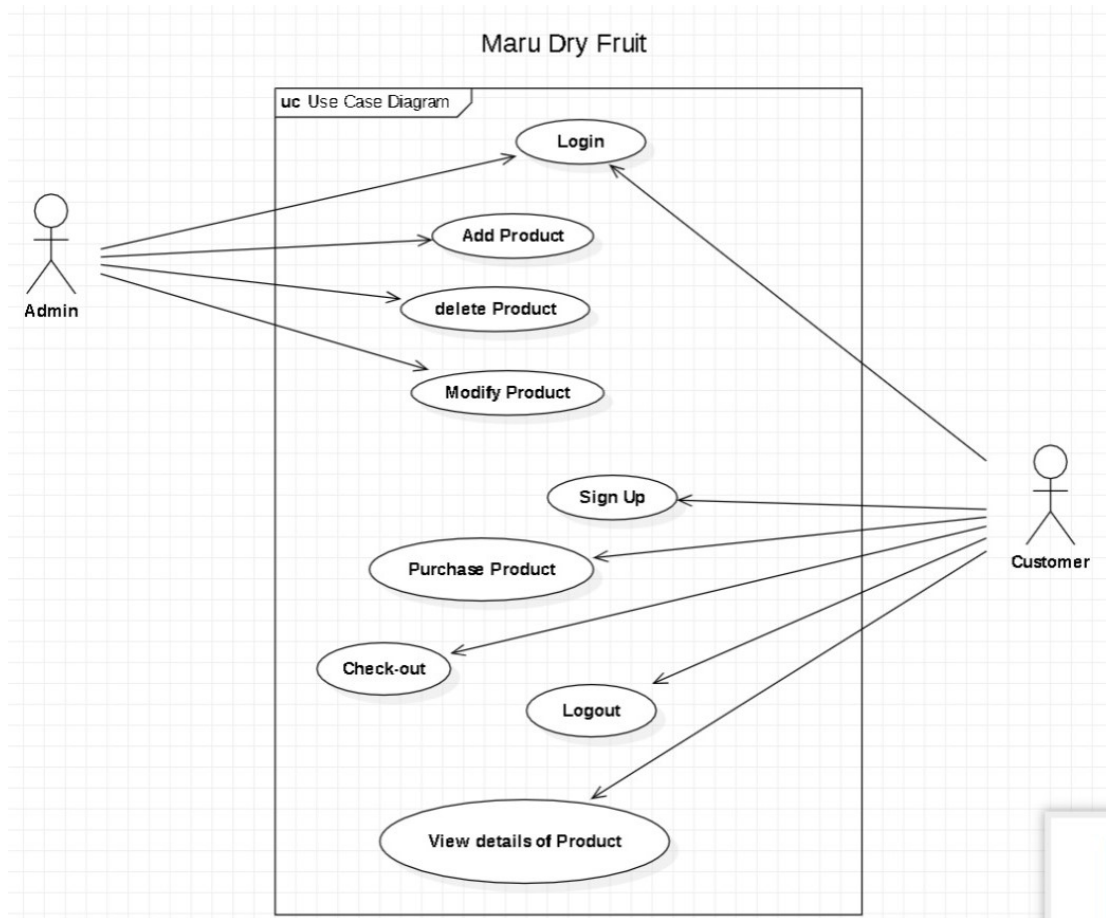 Maru Dry Fruit
uc Use Case Diagram
Login
Add Product
Admin
delete Product
Modify Product
Sign Up
Customer
Purchase Product
Check-out
Logout
View details of Product